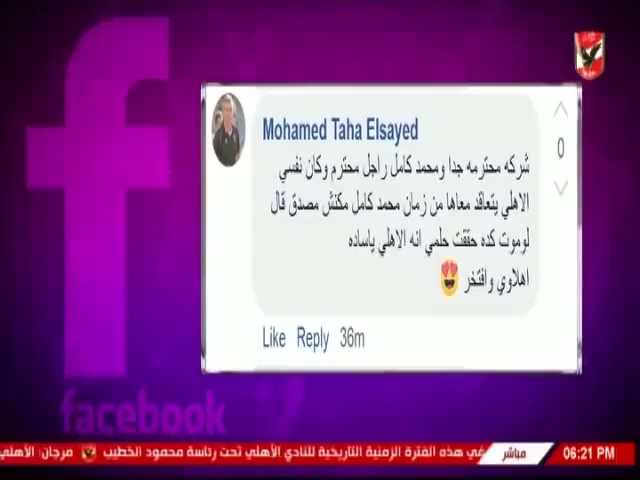 Mohamed Taha Elsayed
شركه محترمه جدا ومحمد كامل راجل محترم وكان نفسي
الاهلي يتعاقد معاها من زمان محمد كامل مكنش مصدق قال
لوموت كده حققت حلمي انه الاهلي ياساده
اهلاوي وافتخر 😍
0
Like Reply 36m
facebook
في هذه الفترة الزمنية التاريخية للنادي الأهلي تحت رئاسة محمود الخطيب مرجان: الأهلي
مباشر
06:21 PM